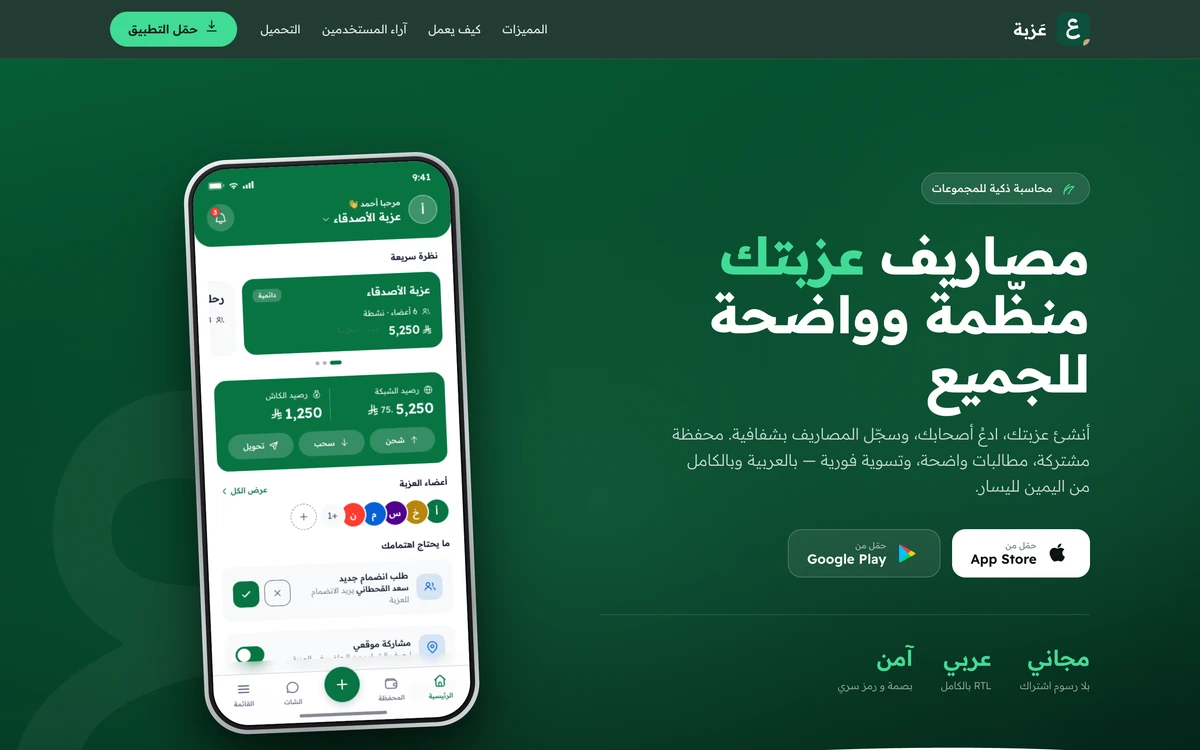 عَزبة
المميزات
كيف يعمل
آراء المستخدمين
التحميل
حمّل التطبيق
محاسبة ذكية للمجموعات
مصاريف عزبتك
منظّمة وواضحة
للجميع
أنشئ عزبتك، ادعُ أصحابك، وسجّل المصاريف بشفافية. محفظة
مشتركة، مطالبات واضحة، وتسوية فورية — بالعربية وبالكامل
من اليمين لليسار.
حمّل من
App Store
حمّل من
Google Play
مجاني
بلا رسوم اشتراك
عربي
RTL بالكامل
آمن
بصمة و رمز سري
9:41
أ
مرحبا أحمد 👋
عزبة الأصدقاء
3
نظرة سريعة
عزبة الأصدقاء
دائمية
6 أعضاء · نشطة
5,250
رحل
رصيد الشبكة
5,250 .75
رصيد الكاش
1,250
شحن
سحب
تحويل
أعضاء العزبة
عرض الكل
أ
خ
س
م
ن
+1
ما يحتاج اهتمامك
طلب انضمام جديد
سعد القحطاني يريد الانضمام
للعزبة
مشاركة موقعي
الرئيسية
المحفظة
الشات
القائمة